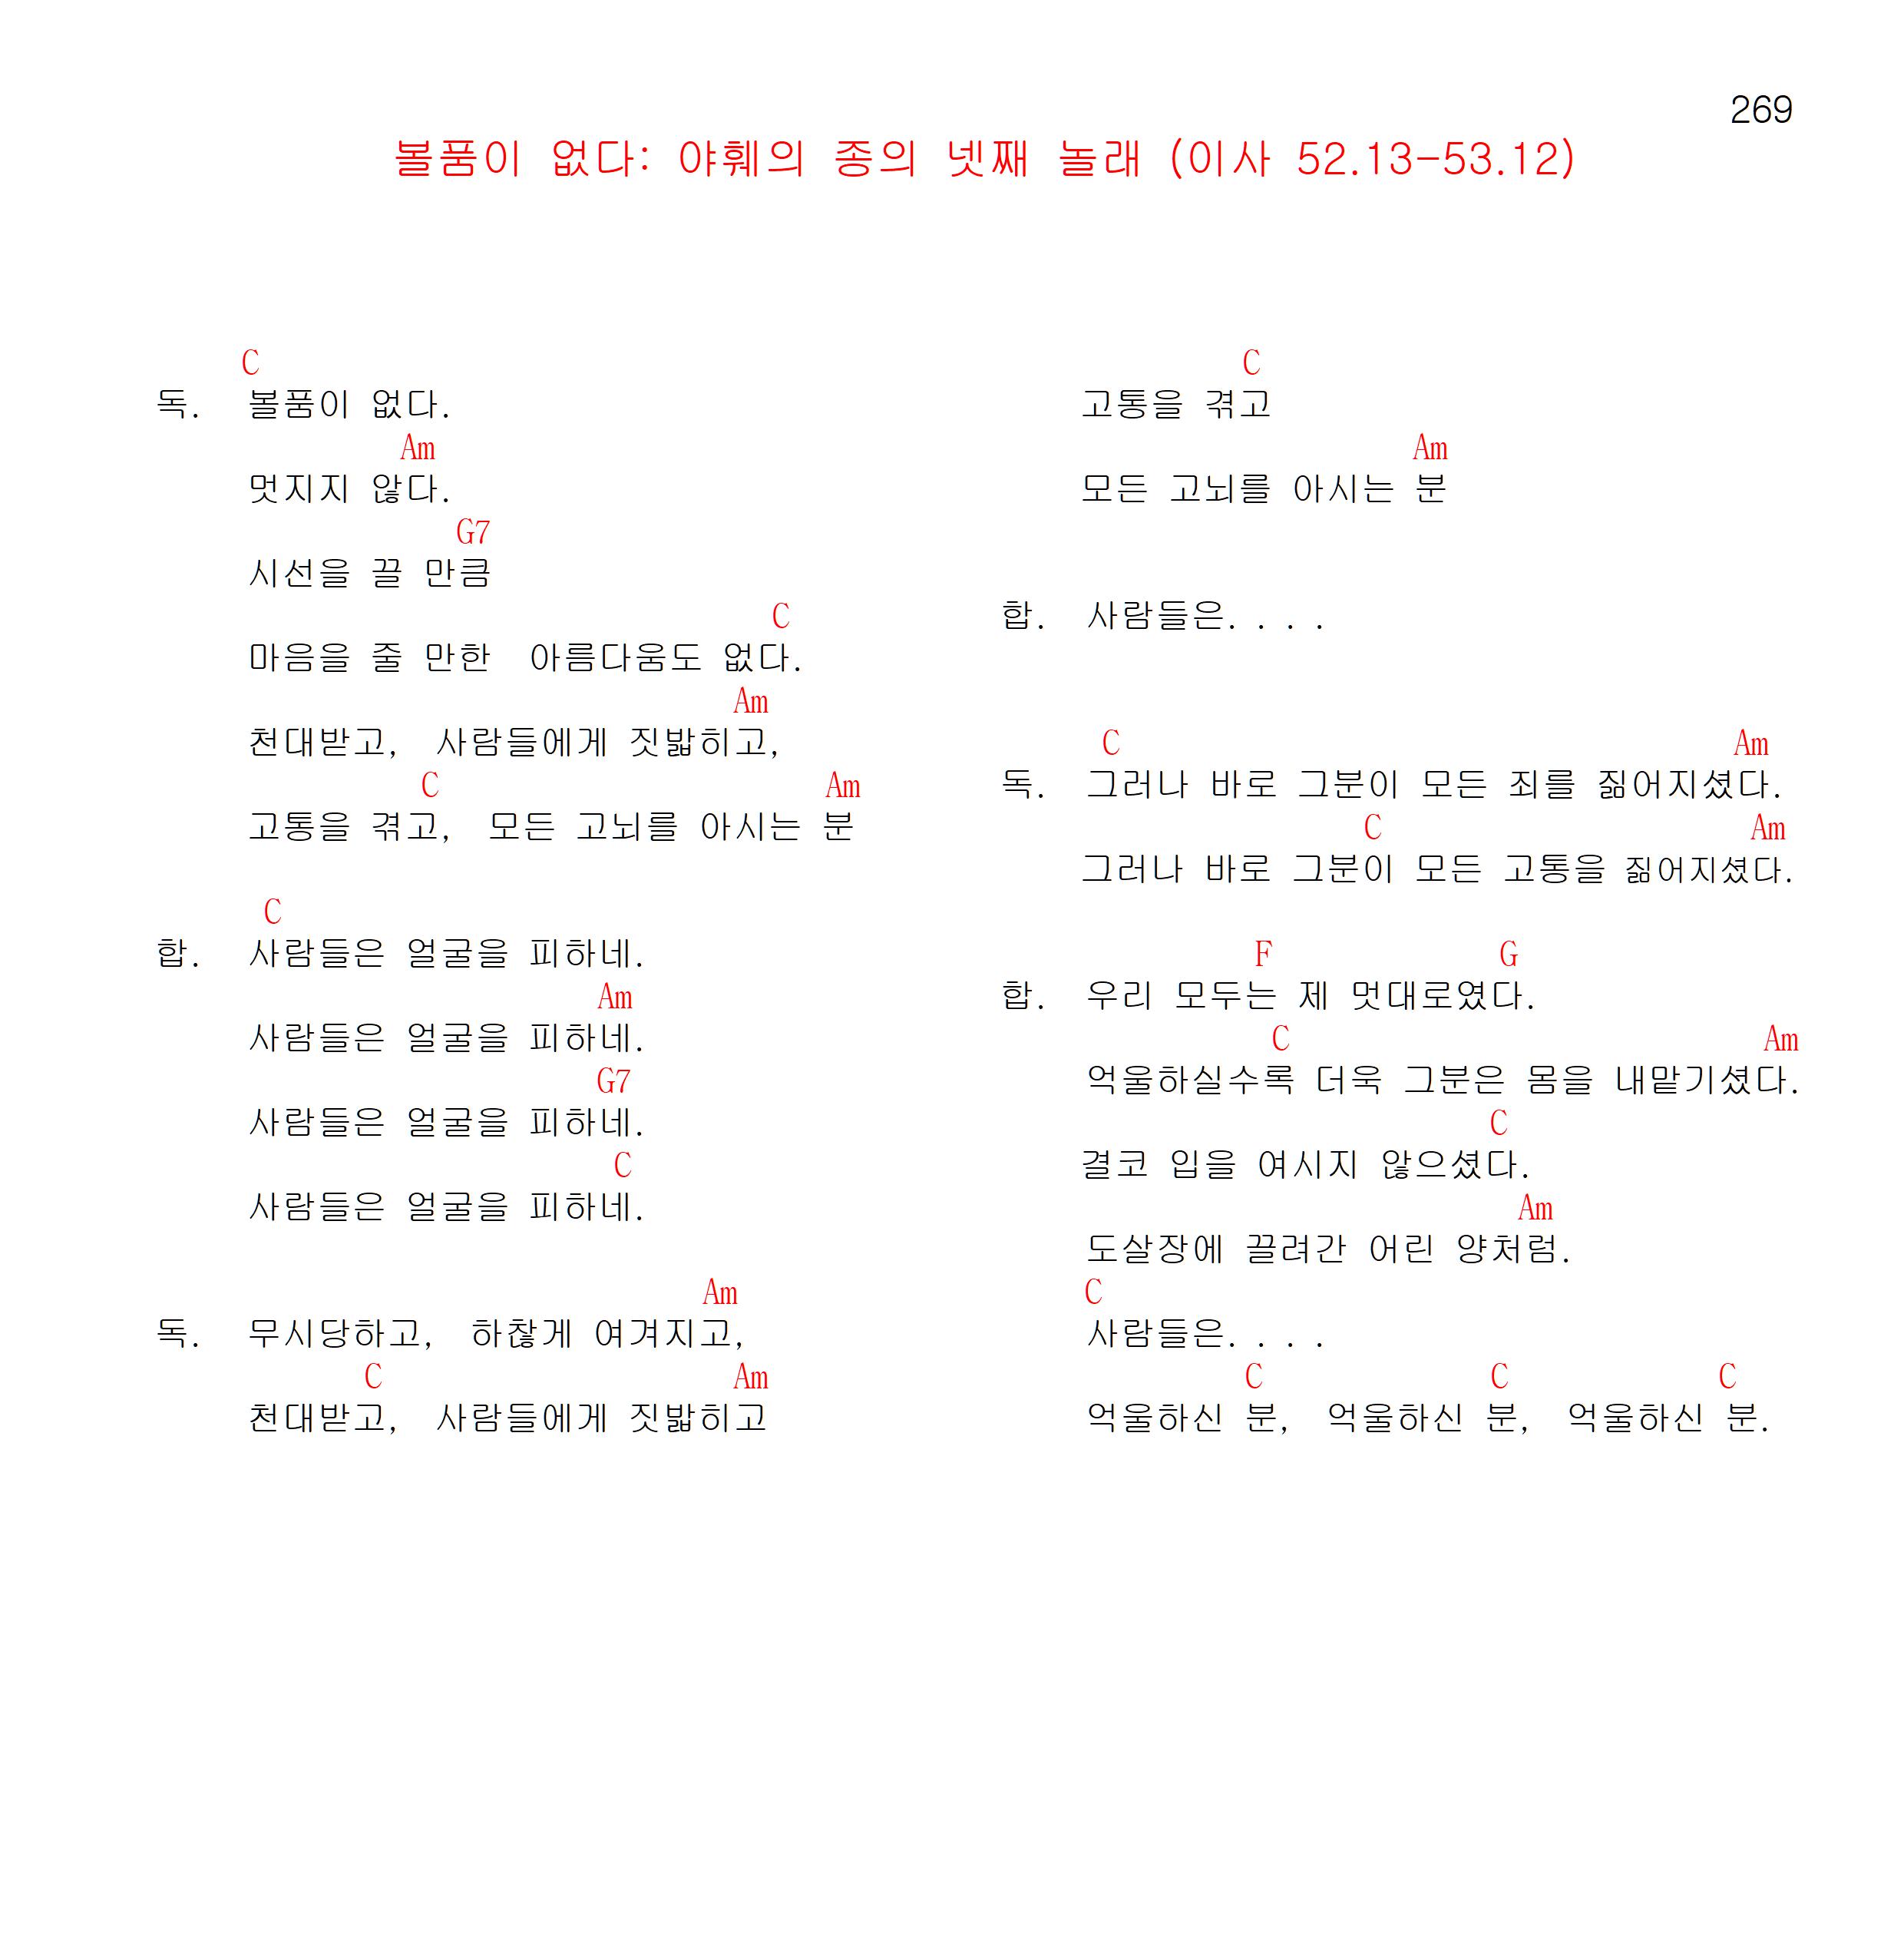 269
볼품이 없다: 야훼의 종의 넷째 놀래 (이사 52.13-53.12)
C
독. 볼품이 없다.
Am
멋지지 않다.
G7
시선을 끌 만큼
C
마음을 줄 만한 아름다움도 없다.
Am
천대받고, 사람들에게 짓밟히고,
C Am
고통을 겪고, 모든 고뇌를 아시는 분
C
합. 사람들은 얼굴을 피하네.
Am
사람들은 얼굴을 피하네.
G7
사람들은 얼굴을 피하네.
C
사람들은 얼굴을 피하네.
Am
독. 무시당하고, 하찮게 여겨지고,
C Am
천대받고, 사람들에게 짓밟히고
C
고통을 겪고
Am
모든 고뇌를 아시는 분
합. 사람들은. . . .
C Am
독. 그러나 바로 그분이 모든 죄를 짊어지셨다.
C Am
그러나 바로 그분이 모든 고통을 짊어지셨다.
F G
합. 우리 모두는 제 멋대로였다.
C Am
억울하실수록 더욱 그분은 몸을 내맡기셨다.
C
결코 입을 여시지 않으셨다.
Am
도살장에 끌려간 어린 양처럼.
C
사람들은. . . .
C C C
억울하신 분, 억울하신 분, 억울하신 분.